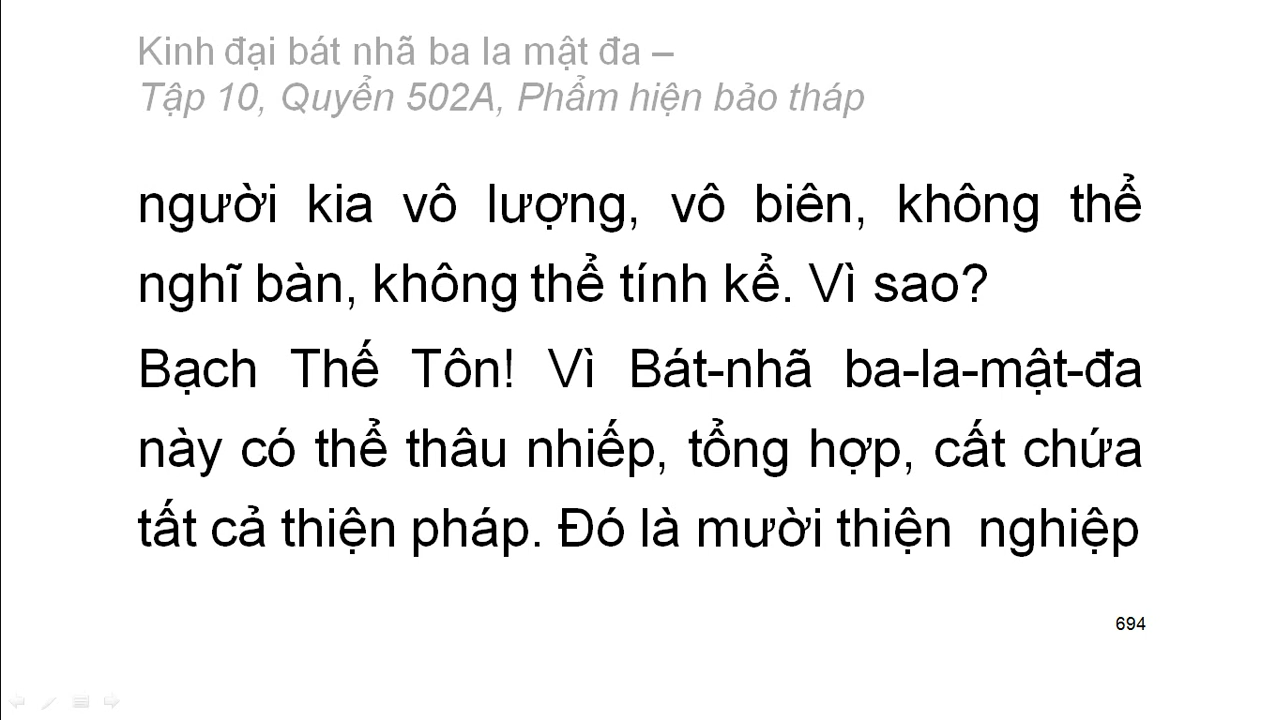 Kinh đại bát nhã ba la mật đa –
Tập 10, Quyển 502A, Phẩm hiện bảo tháp
người kia vô lượng, vô biên, không thể
nghĩ bàn, không thể tính kể. Vì sao?
Bạch Thế Tôn! Vì Bát-nhã ba-la-mật-đa
này có thể thâu nhiếp, tổng hợp, cất chứa
tất cả thiện pháp. Đó là mười thiện nghiệp
694